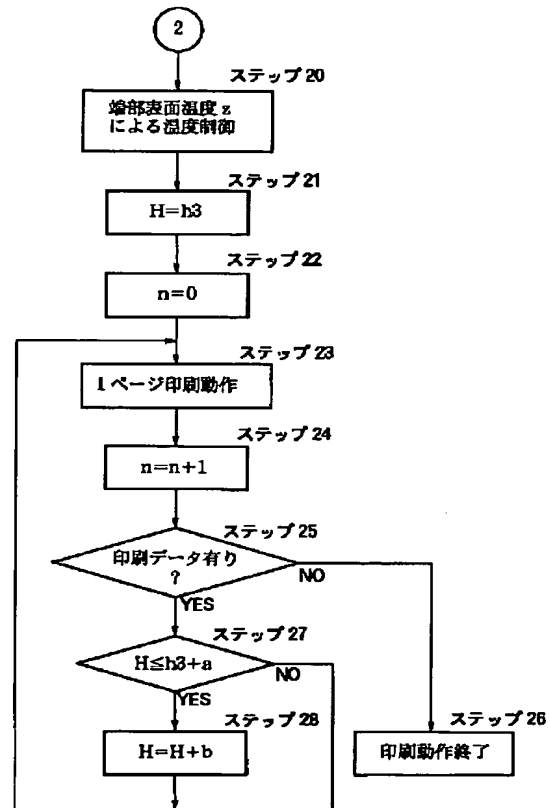 2
ステップ20
端部表面温度z
による温度制御
ステップ21
H=h3
ステップ22
n=0
ステップ23
1ページ印刷動作
ステップ24
n=n+1
ステップ25
印刷データ有り
?
NO
YES
ステップ27
H≦h3+a
NO
YES
ステップ28
H=H+b
ステップ26
印刷動作終了